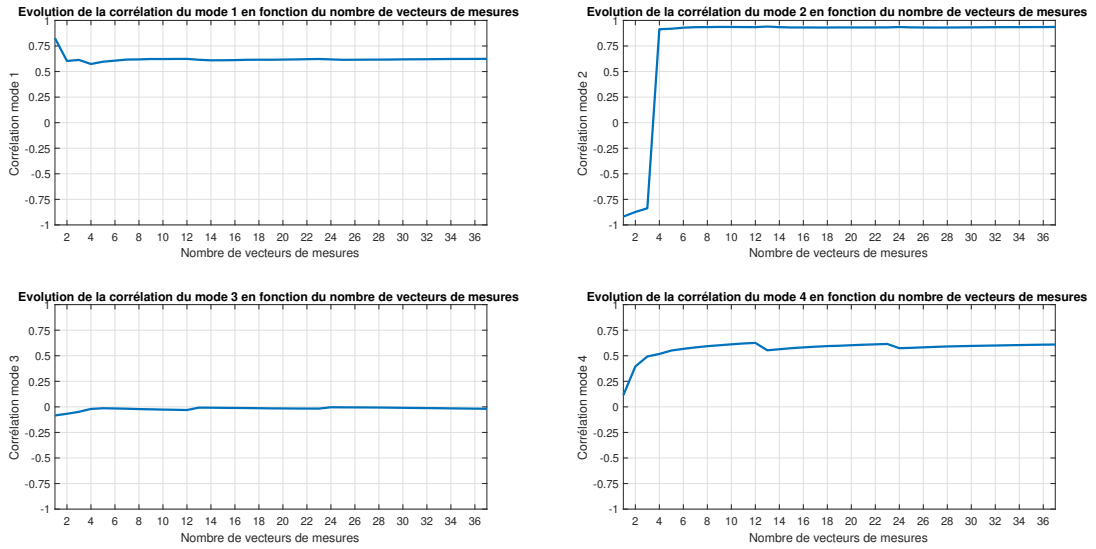 Evolution de la corrélation du mode 1 en fonction du nombre de vecteurs de mesures
1
0.75
0.5
0.25
0
-0.25
-0.5
-0.75
-1
Corrélation mode 1
2 4 6 8 10 12 14 16 18 20 22 24 26 28 30 32 34 36
Nombre de vecteurs de mesures
Evolution de la corrélation du mode 2 en fonction du nombre de vecteurs de mesures
1
0.75
0.5
0.25
0
-0.25
-0.5
-0.75
-1
Corrélation mode 2
2 4 6 8 10 12 14 16 18 20 22 24 26 28 30 32 34 36
Nombre de vecteurs de mesures
Evolution de la corrélation du mode 3 en fonction du nombre de vecteurs de mesures
1
0.75
0.5
0.25
0
-0.25
-0.5
-0.75
-1
Corrélation mode 3
2 4 6 8 10 12 14 16 18 20 22 24 26 28 30 32 34 36
Nombre de vecteurs de mesures
Evolution de la corrélation du mode 4 en fonction du nombre de vecteurs de mesures
1
0.75
0.5
0.25
0
-0.25
-0.5
-0.75
-1
Corrélation mode 4
2 4 6 8 10 12 14 16 18 20 22 24 26 28 30 32 34 36
Nombre de vecteurs de mesures